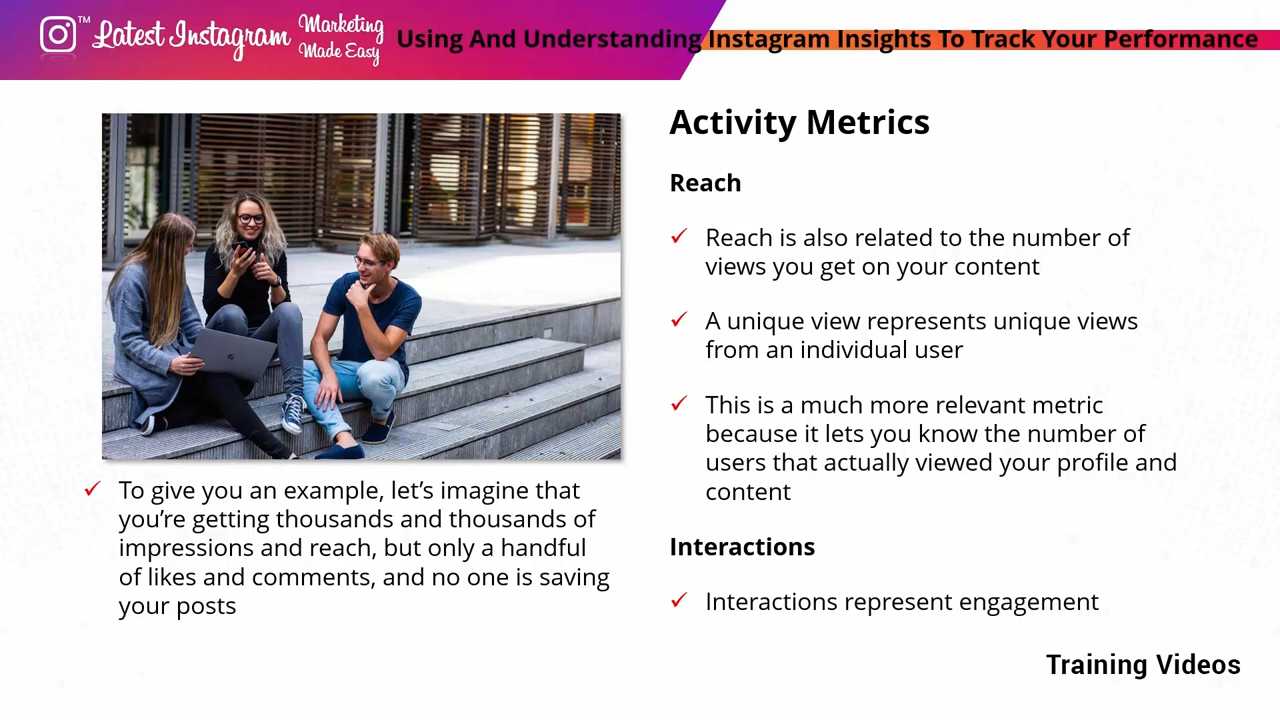 ™
Latest Instagram
Marketing
Made Easy
Using And Understanding Instagram Insights To Track Your Performance
Activity Metrics
Reach
✓ Reach is also related to the number of
views you get on your content
✓ A unique view represents unique views
from an individual user
✓ This is a much more relevant metric
because it lets you know the number of
users that actually viewed your profile and
content
Interactions
✓ Interactions represent engagement
✓ To give you an example, let’s imagine that
you’re getting thousands and thousands of
impressions and reach, but only a handful
of likes and comments, and no one is saving
your posts
Training Videos